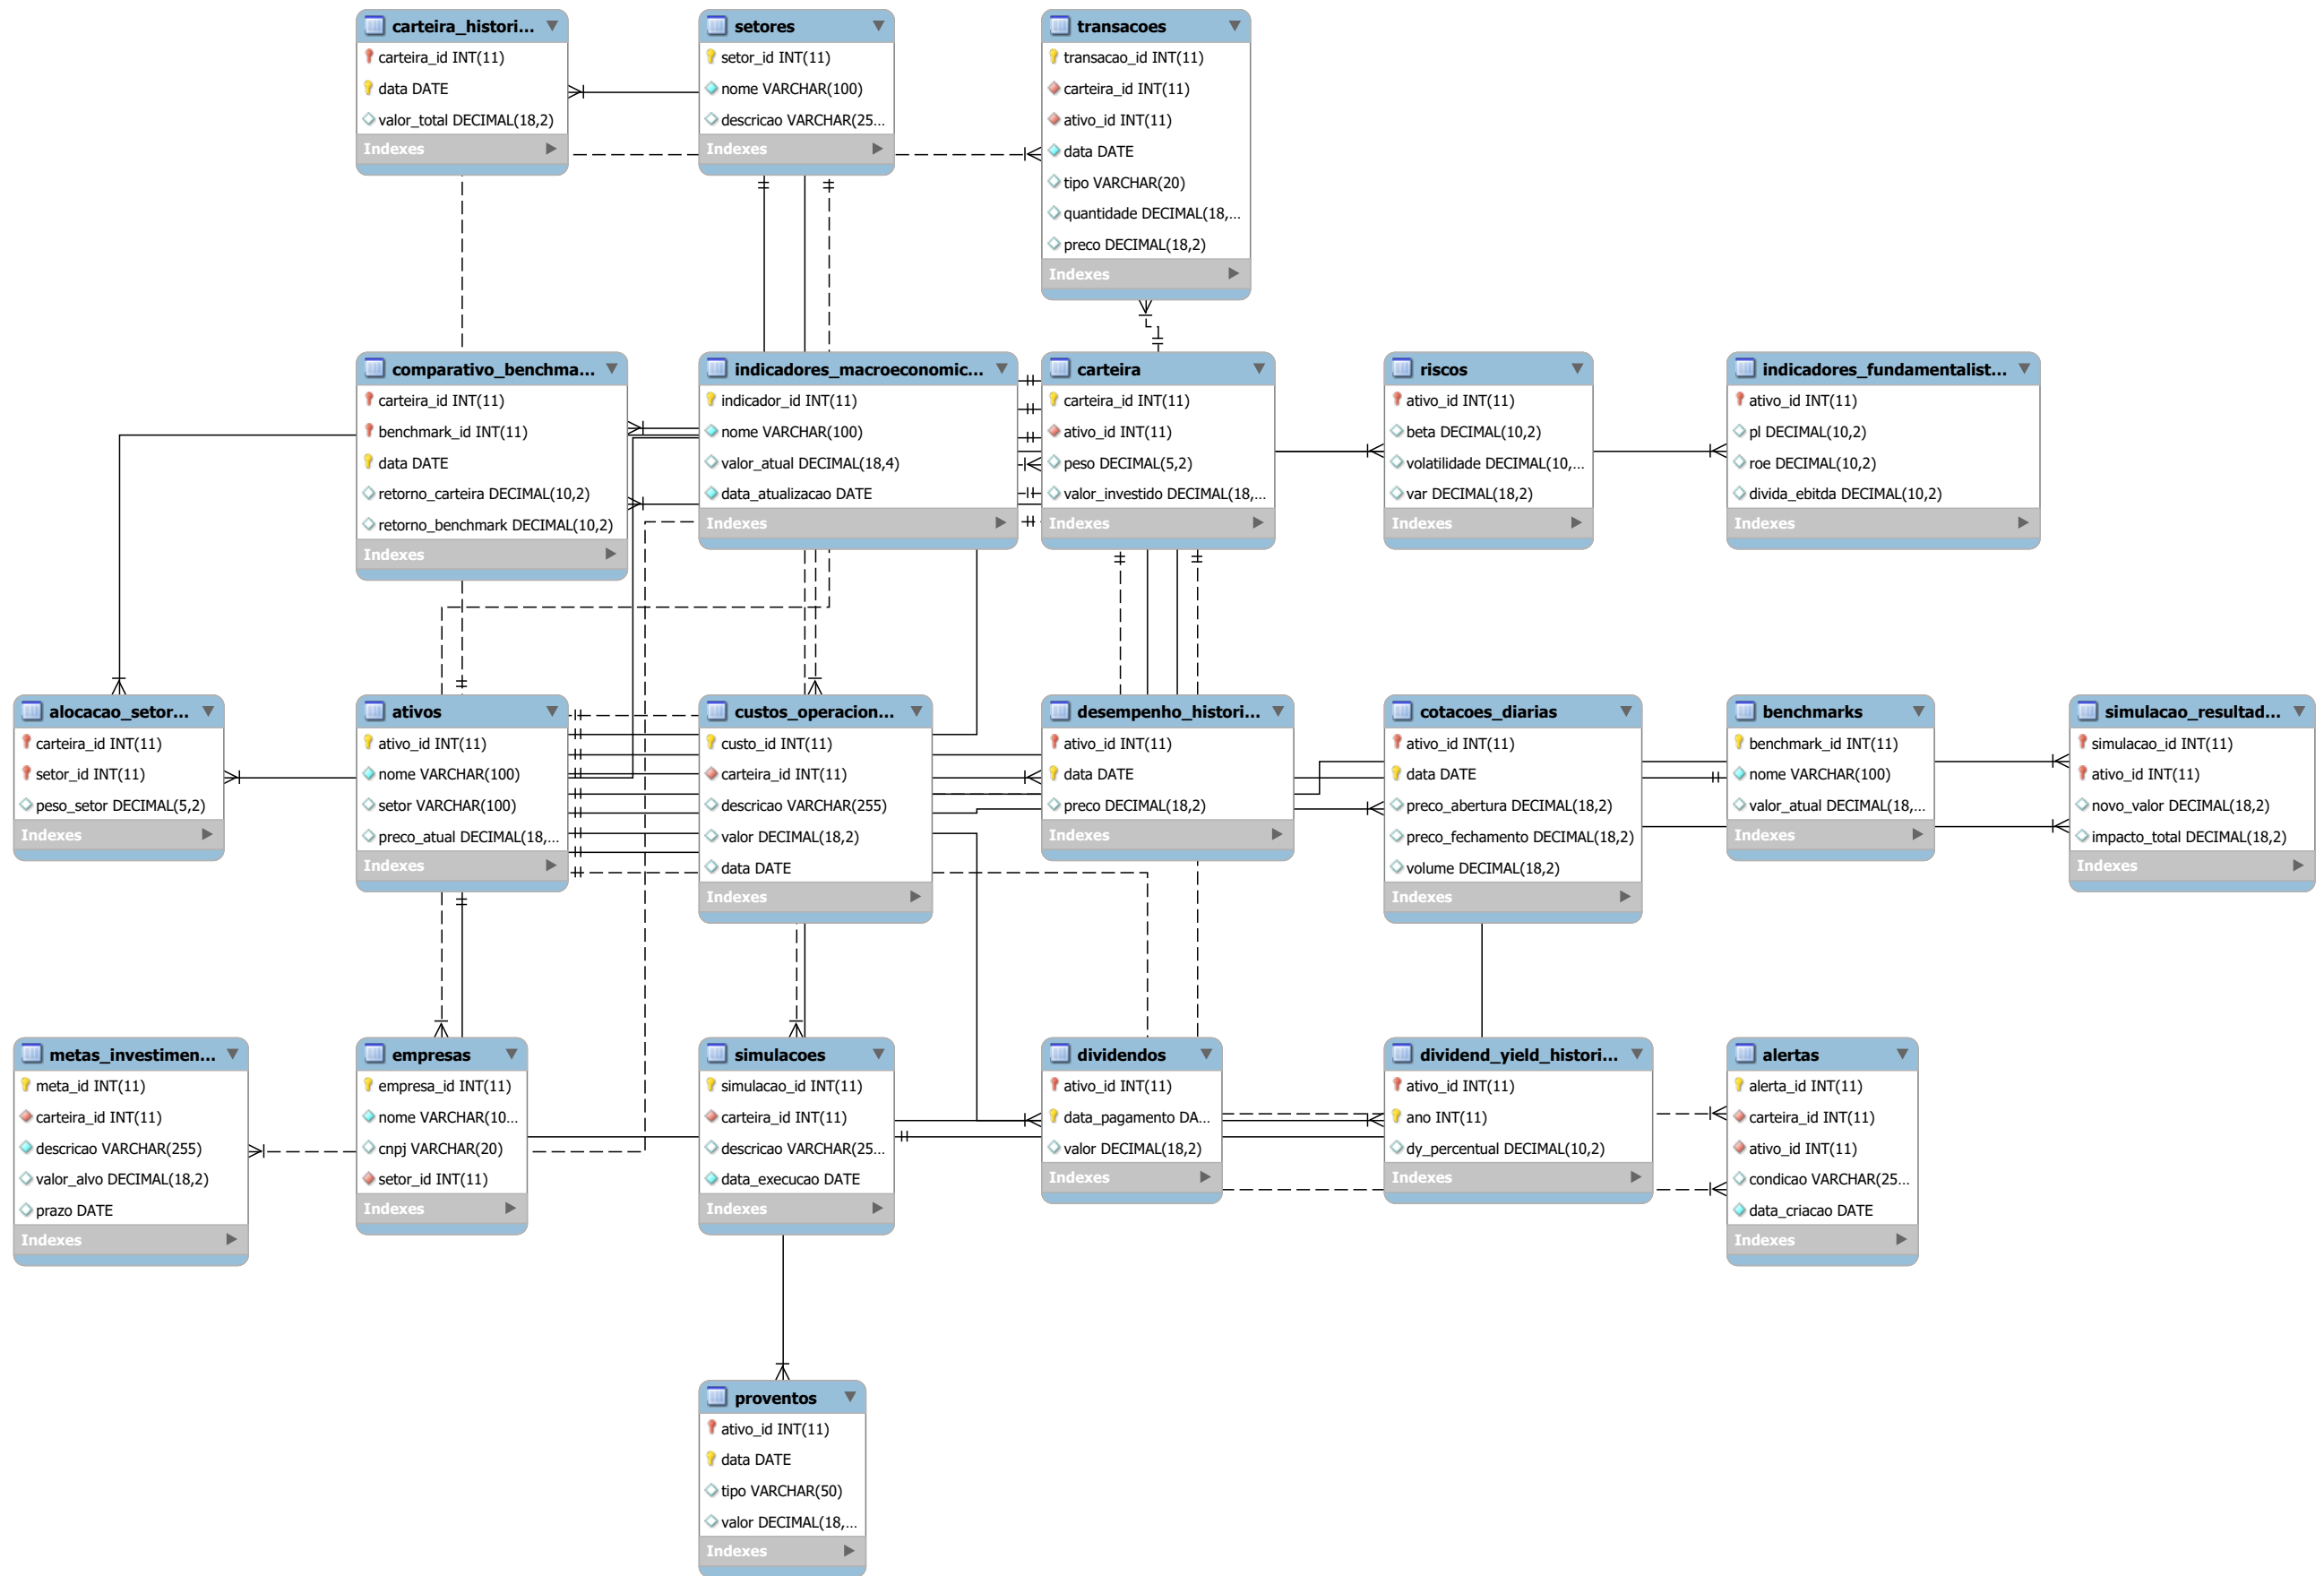 carteira_histori...
carteira_id INT(11)
data DATE
valor_total DECIMAL(18,2)
Indexes
setores
setor_id INT(11)
nome VARCHAR(100)
descricao VARCHAR(25...
Indexes
transacoes
transacao_id INT(11)
carteira_id INT(11)
ativo_id INT(11)
data DATE
tipo VARCHAR(20)
quantidade DECIMAL(18,...
preco DECIMAL(18,2)
Indexes
comparativo_benchma...
carteira_id INT(11)
benchmark_id INT(11)
data DATE
retorno_carteira DECIMAL(10,2)
retorno_benchmark DECIMAL(10,2)
Indexes
indicadores_macroeconomic...
indicador_id INT(11)
nome VARCHAR(100)
valor_atual DECIMAL(18,4)
data_atualizacao DATE
Indexes
carteira
carteira_id INT(11)
ativo_id INT(11)
peso DECIMAL(5,2)
valor_investido DECIMAL(18,...
Indexes
riscos
ativo_id INT(11)
beta DECIMAL(10,2)
volatilidade DECIMAL(10,...
var DECIMAL(18,2)
Indexes
indicadores_fundamentalist...
ativo_id INT(11)
pl DECIMAL(10,2)
roe DECIMAL(10,2)
divida_ebitda DECIMAL(10,2)
Indexes
alocacao_setor...
carteira_id INT(11)
setor_id INT(11)
peso_setor DECIMAL(5,2)
Indexes
ativos
ativo_id INT(11)
nome VARCHAR(100)
setor VARCHAR(100)
preco_atual DECIMAL(18,...
Indexes
custos_operacion...
custo_id INT(11)
carteira_id INT(11)
descricao VARCHAR(255)
valor DECIMAL(18,2)
data DATE
Indexes
desempenho_histori...
ativo_id INT(11)
data DATE
preco DECIMAL(18,2)
Indexes
cotacoes_diarias
ativo_id INT(11)
data DATE
preco_abertura DECIMAL(18,2)
preco_fechamento DECIMAL(18,2)
volume DECIMAL(18,2)
Indexes
benchmarks
benchmark_id INT(11)
nome VARCHAR(100)
valor_atual DECIMAL(18,...
Indexes
simulacao_resultad...
simulacao_id INT(11)
ativo_id INT(11)
novo_valor DECIMAL(18,2)
impacto_total DECIMAL(18,2)
Indexes
metas_investimen...
meta_id INT(11)
carteira_id INT(11)
descricao VARCHAR(255)
valor_alvo DECIMAL(18,2)
prazo DATE
Indexes
empresas
empresa_id INT(11)
nome VARCHAR(10...
cnpj VARCHAR(20)
setor_id INT(11)
Indexes
simulacoes
simulacao_id INT(11)
carteira_id INT(11)
descricao VARCHAR(25...
data_execucao DATE
Indexes
dividendos
ativo_id INT(11)
data_pagamento DA...
valor DECIMAL(18,2)
Indexes
dividend_yield_histori...
ativo_id INT(11)
ano INT(11)
dy_percentual DECIMAL(10,2)
Indexes
alertas
alerta_id INT(11)
carteira_id INT(11)
ativo_id INT(11)
condicao VARCHAR(25...
data_criacao DATE
Indexes
proventos
ativo_id INT(11)
data DATE
tipo VARCHAR(50)
valor DECIMAL(18,...
Indexes